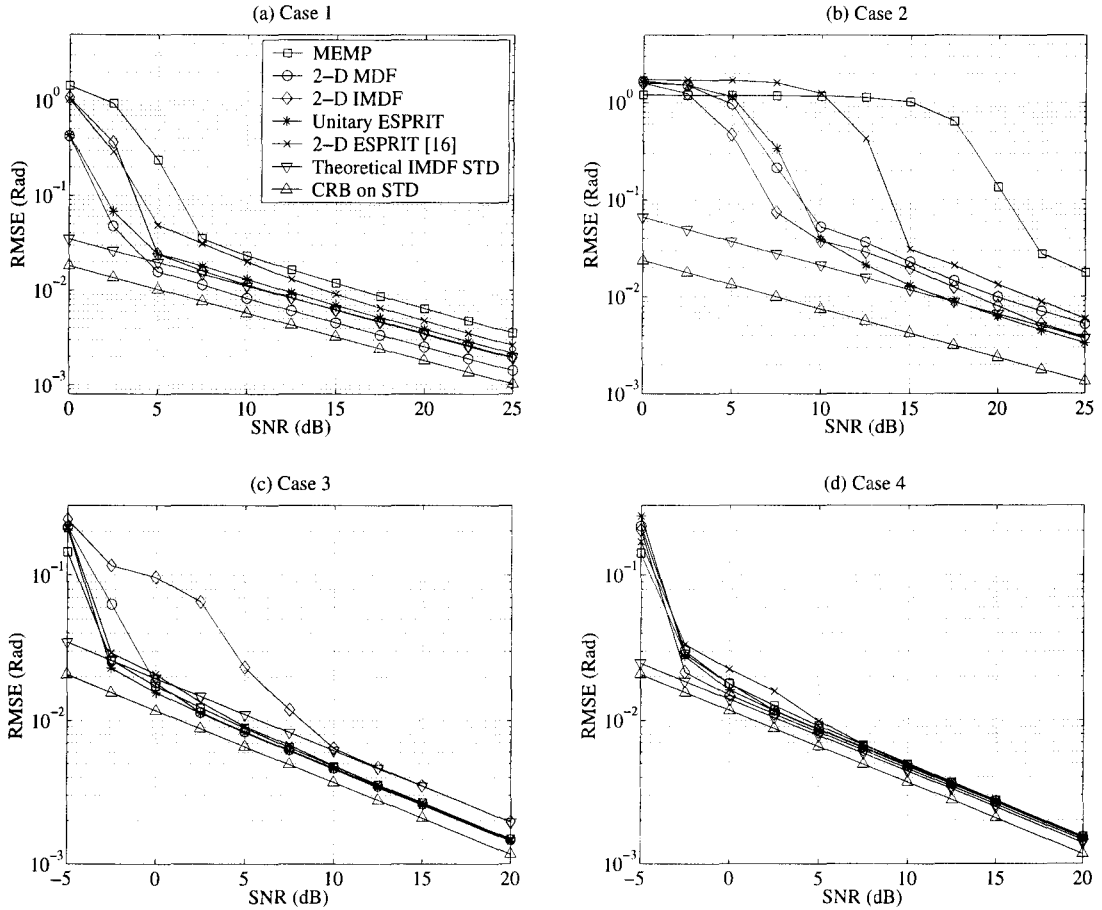 (a) Case 1
MEMP
2-D MDF
2-D IMDF
Unitary ESPRIT
2-D ESPRIT [16]
Theoretical IMDF STD
CRB on STD
RMSE (Rad)
10^0
10^-1
10^-2
10^-3
0 5 10 15 20 25
SNR (dB)
(b) Case 2
RMSE (Rad)
10^0
10^-1
10^-2
10^-3
0 5 10 15 20 25
SNR (dB)
(c) Case 3
RMSE (Rad)
10^-1
10^-2
10^-3
-5 0 5 10 15 20
SNR (dB)
(d) Case 4
RMSE (Rad)
10^-1
10^-2
10^-3
-5 0 5 10 15 20
SNR (dB)